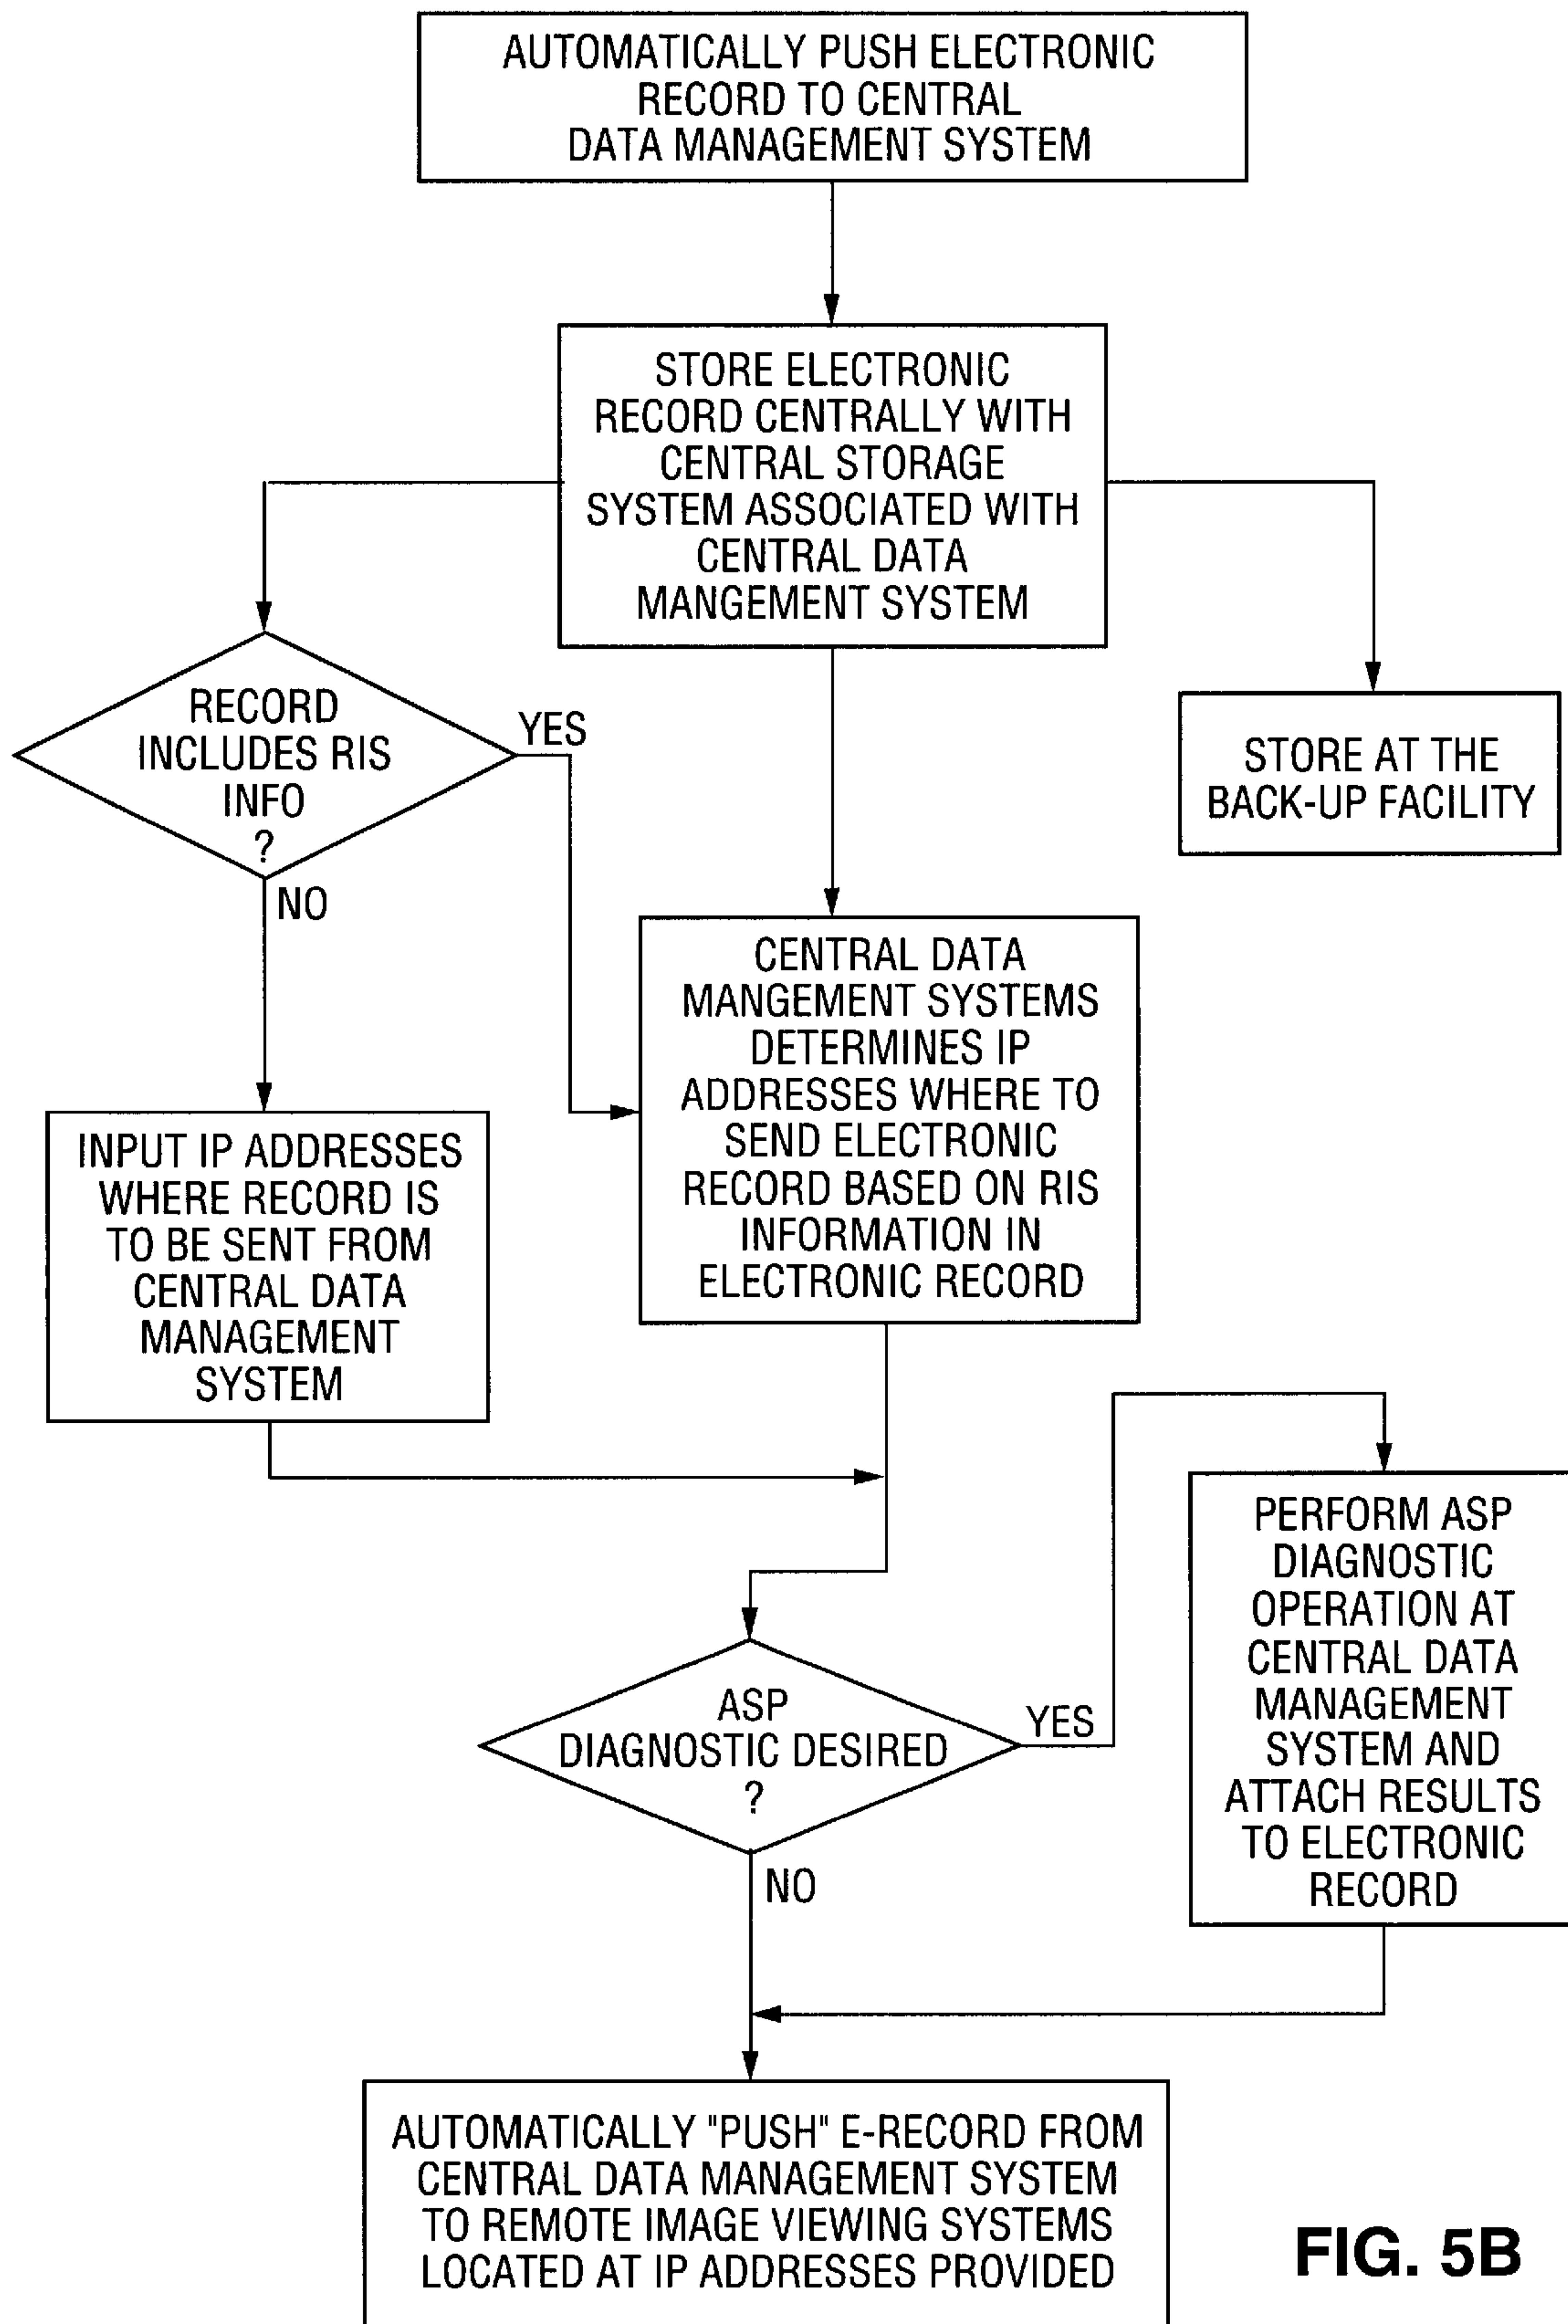 AUTOMATICALLY PUSH ELECTRONIC
RECORD TO CENTRAL
DATA MANAGEMENT SYSTEM
STORE ELECTRONIC
RECORD CENTRALLY WITH
CENTRAL STORAGE
SYSTEM ASSOCIATED WITH
CENTRAL DATA
MANGEMENT SYSTEM
RECORD
INCLUDES RIS
INFO
?
YES
NO
STORE AT THE
BACK-UP FACILITY
CENTRAL DATA
MANGEMENT SYSTEMS
DETERMINES IP
ADDRESSES WHERE TO
SEND ELECTRONIC
RECORD BASED ON RIS
INFORMATION IN
ELECTRONIC RECORD
INPUT IP ADDRESSES
WHERE RECORD IS
TO BE SENT FROM
CENTRAL DATA
MANAGEMENT
SYSTEM
ASP
DIAGNOSTIC DESIRED
?
YES
NO
PERFORM ASP
DIAGNOSTIC
OPERATION AT
CENTRAL DATA
MANAGEMENT
SYSTEM AND
ATTACH RESULTS
TO ELECTRONIC
RECORD
AUTOMATICALLY "PUSH" E-RECORD FROM
CENTRAL DATA MANAGEMENT SYSTEM
TO REMOTE IMAGE VIEWING SYSTEMS
LOCATED AT IP ADDRESSES PROVIDED
FIG. 5B